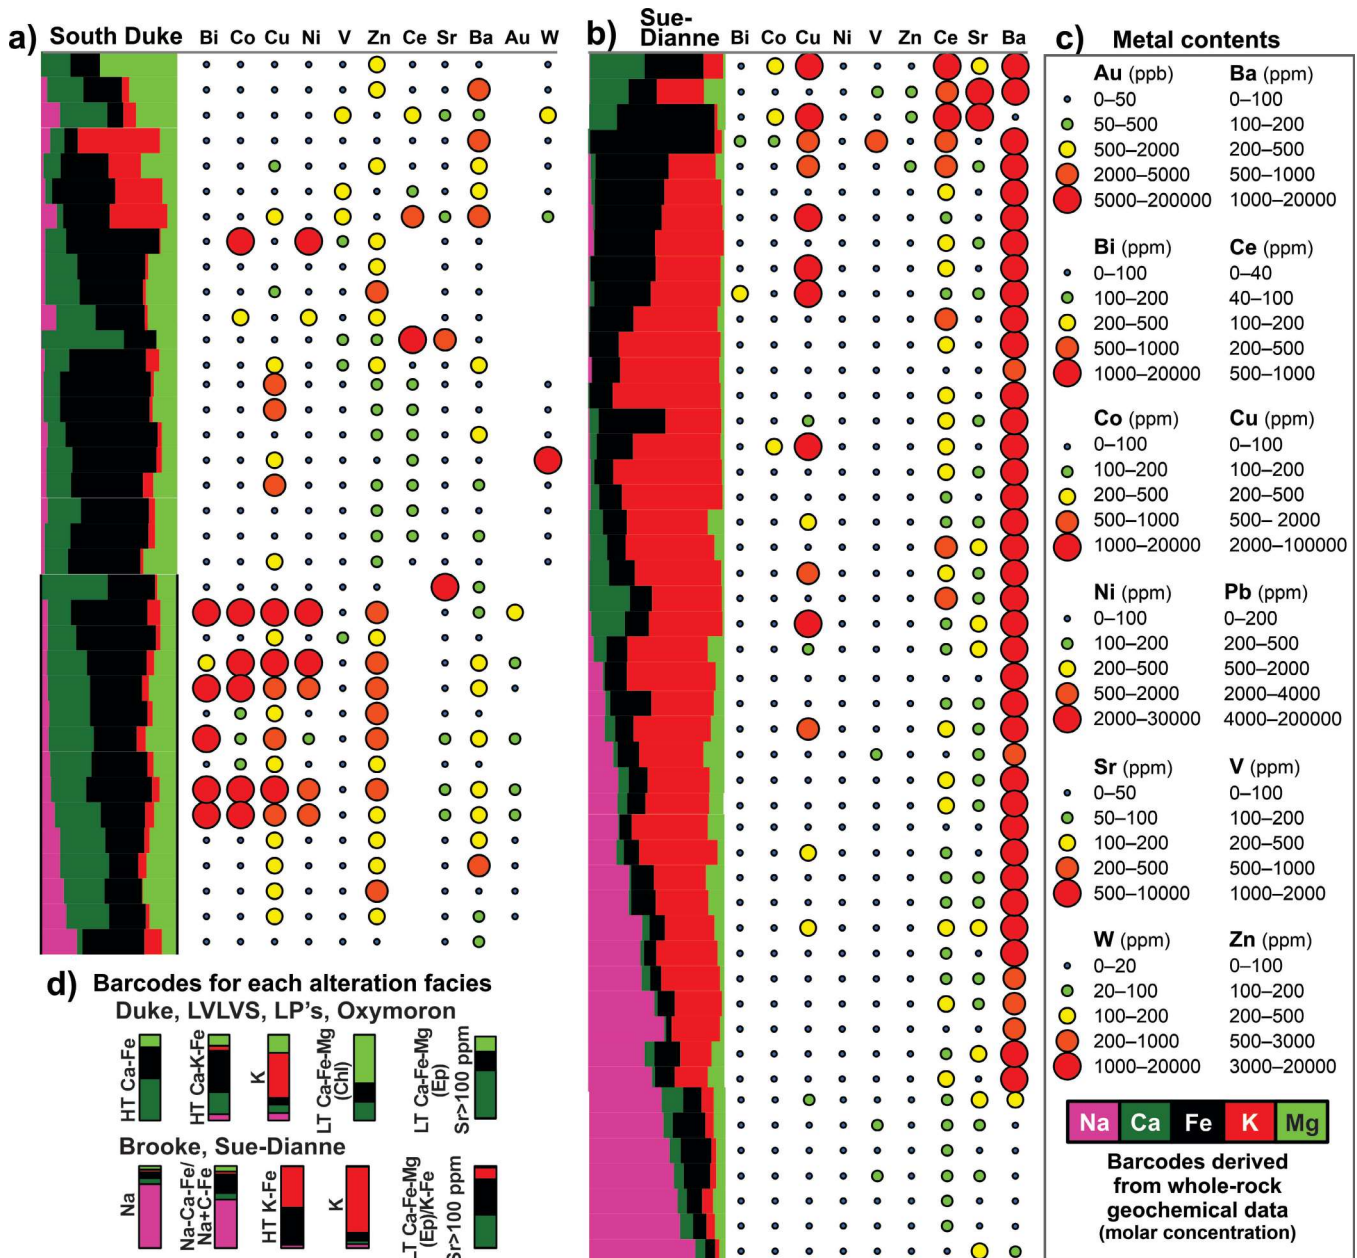 a) South Duke Bi Co Cu Ni V Zn Ce Sr Ba Au W
b) Sue-
Dianne Bi Co Cu Ni V Zn Ce Sr Ba
c) Metal contents
Au (ppb) Ba (ppm)
0–50 0–100
50–500 100–200
500–2000 200–500
2000–5000 500–1000
5000–200000 1000–20000
Bi (ppm) Ce (ppm)
0–100 0–40
100–200 40–100
200–500 100–200
500–1000 200–500
1000–20000 500–1000
Co (ppm) Cu (ppm)
0–100 0–100
100–200 100–200
200–500 200–500
500–1000 500– 2000
1000–20000 2000–100000
Ni (ppm) Pb (ppm)
0–100 0–200
100–200 200–500
200–500 500–2000
500–2000 2000–4000
2000–30000 4000–200000
Sr (ppm) V (ppm)
0–50 0–100
50–100 100–200
100–200 200–500
200–500 500–1000
500–10000 1000–2000
W (ppm) Zn (ppm)
0–20 0–100
20–100 100–200
100–200 200–500
200–1000 500–3000
1000–20000 3000–20000
Na Ca Fe K Mg
Barcodes derived
from whole-rock
geochemical data
(molar concentration)
d) Barcodes for each alteration facies
Duke, LVLVS, LP's, Oxymoron
HT Ca-Fe
HT Ca-K-Fe
K
LT Ca-Fe-Mg
(Chl)
LT Ca-Fe-Mg
(Ep)
Sr>100 ppm
Brooke, Sue-Dianne
Na
Na-Ca-Fe/
Na+C-Fe
HT K-Fe
K
LT Ca-Fe-Mg
(Ep)/K-Fe
Sr>100 ppm